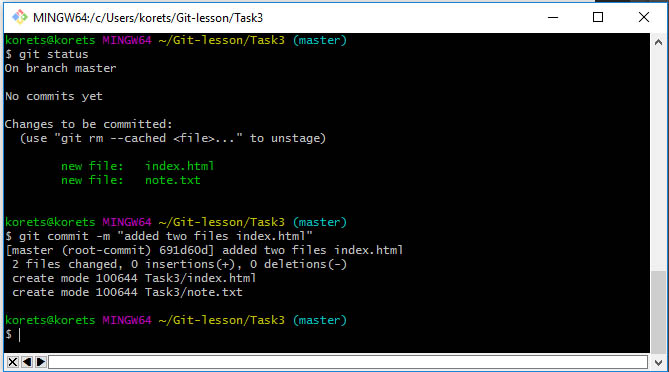 MINGW64:/c/Users/korets/Git-lesson/Task3
korets@korets MINGW64 ~/Git-lesson/Task3 (master)
$ git status
On branch master
No commits yet
Changes to be committed:
  (use "git rm --cached <file>..." to unstage)
        new file:   index.html
        new file:   note.txt
korets@korets MINGW64 ~/Git-lesson/Task3 (master)
$ git commit -m "added two files index.html"
[master (root-commit) 691d60d] added two files index.html
 2 files changed, 0 insertions(+), 0 deletions(-)
 create mode 100644 Task3/index.html
 create mode 100644 Task3/note.txt
korets@korets MINGW64 ~/Git-lesson/Task3 (master)
$